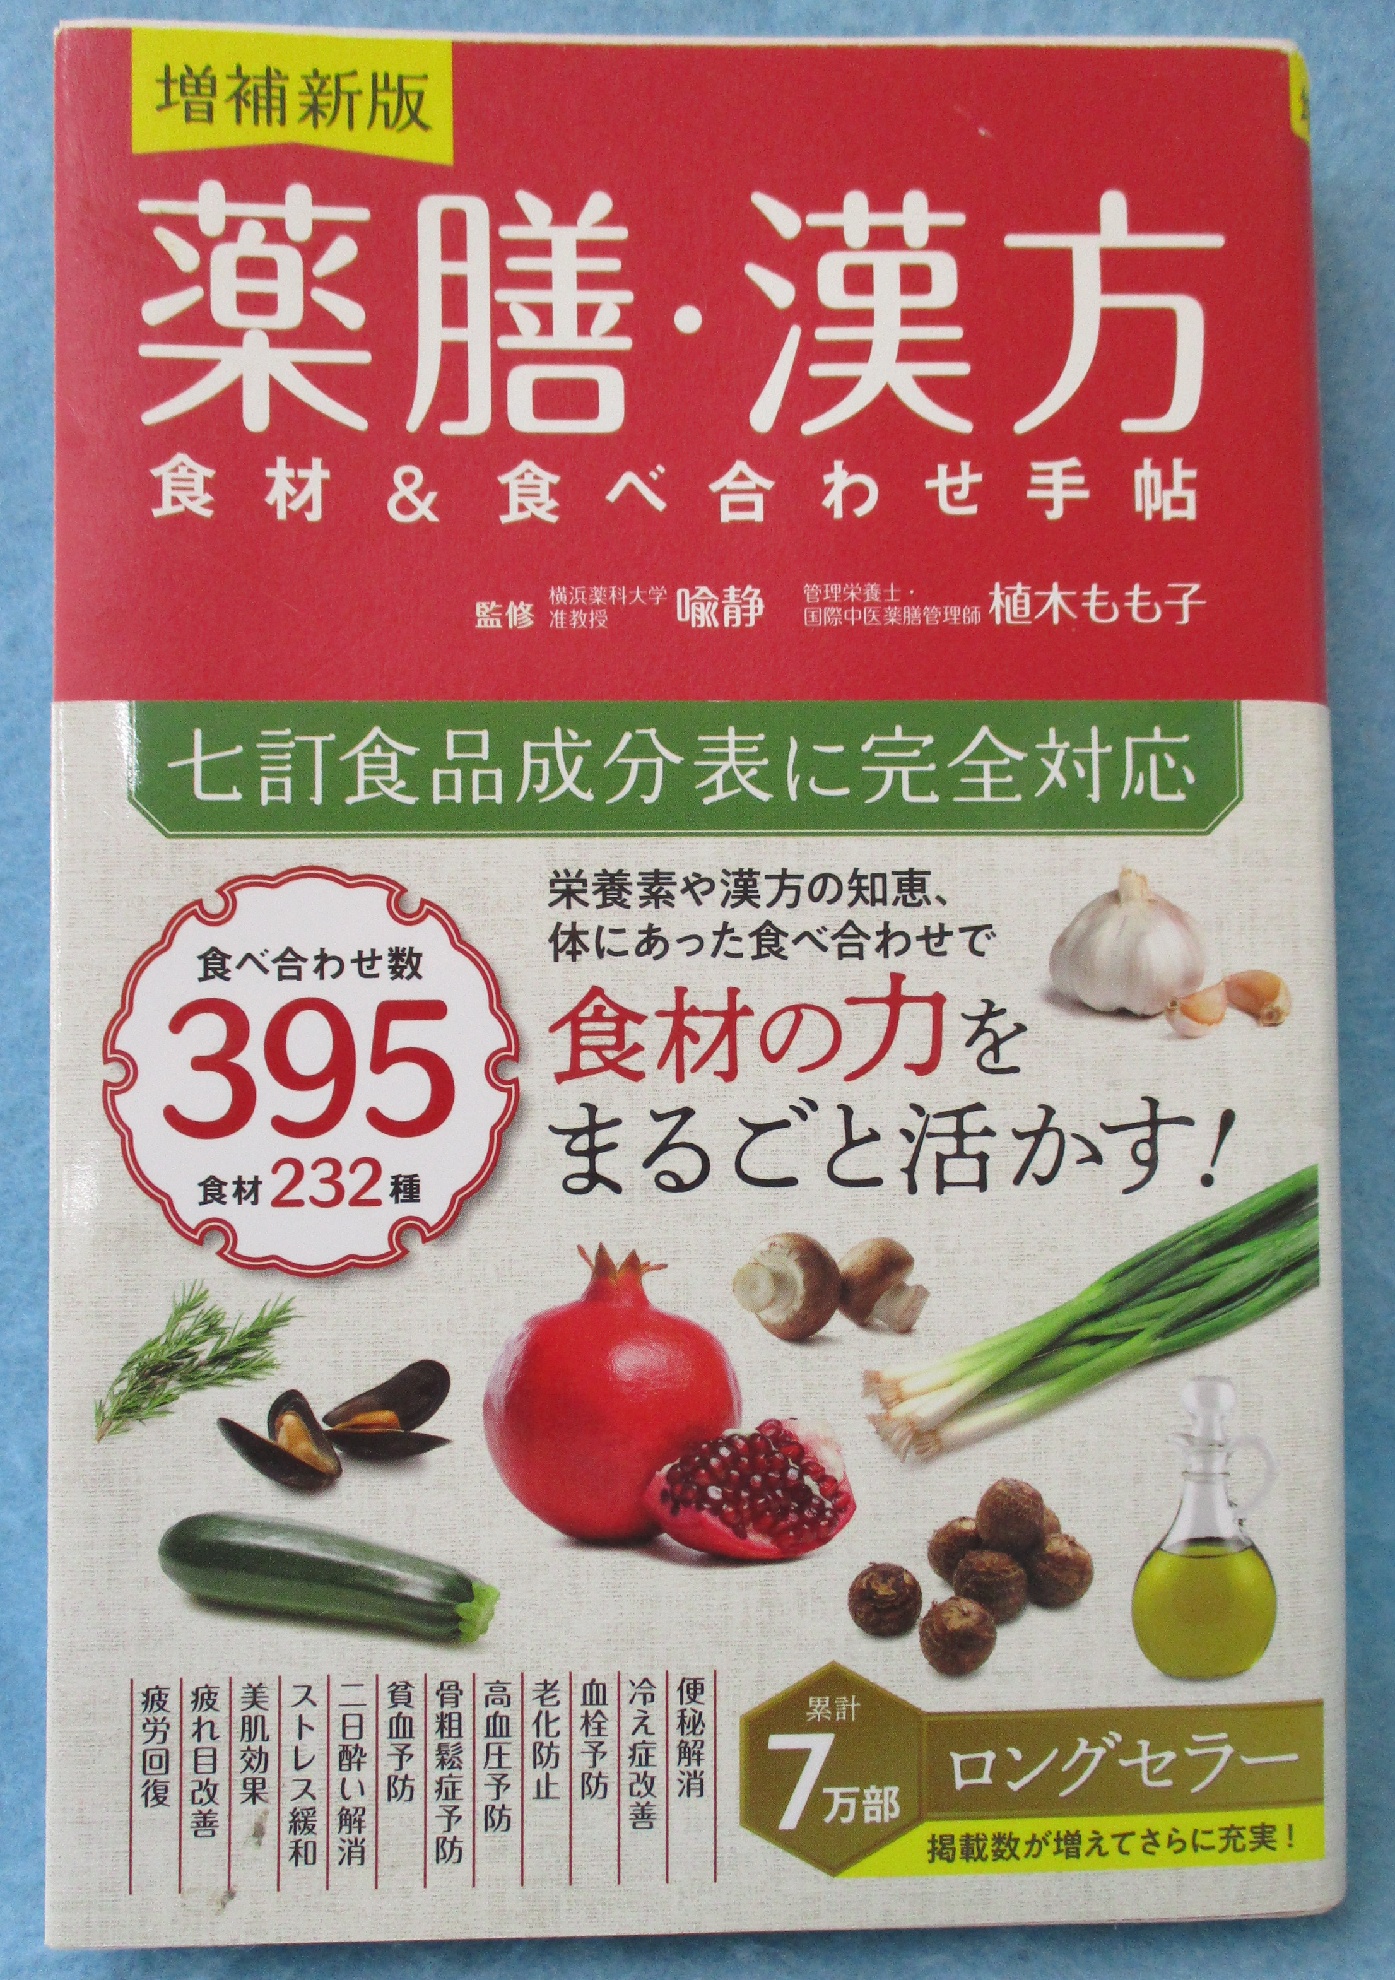 増補新版
薬膳・漢方
食材&食べ合わせ手帖
監修 横浜薬科大学 准教授 喩静 管理栄養士・国際中医薬膳管理師 植木もも子
七訂食品成分表に完全対応
食べ合わせ数
395
食材232種
栄養素や漢方の知恵、
体にあった食べ合わせで
食材の力を
まるごと活かす!
便秘解消
冷え症改善
血栓予防
老化防止
高血圧予防
骨粗鬆症予防
貧血予防
二日酔い解消
ストレス緩和
美肌効果
疲れ目改善
疲労回復
累計
7万部
ロングセラー
掲載数が増えてさらに充実!